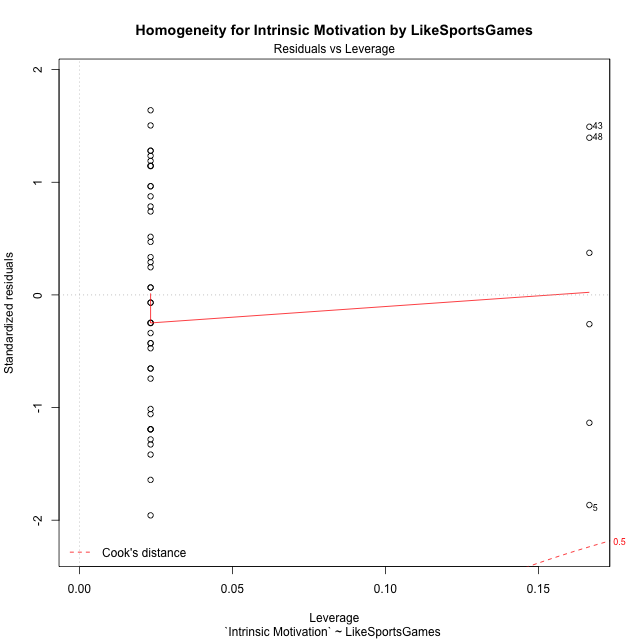 Homogeneity for Intrinsic Motivation by LikeSportsGames
Residuals vs Leverage
2
1
0
-1
-2
Standardized residuals
43
48
5
0.5
Cook's distance
0.00 0.05 0.10 0.15
Leverage
`Intrinsic Motivation` ~ LikeSportsGames